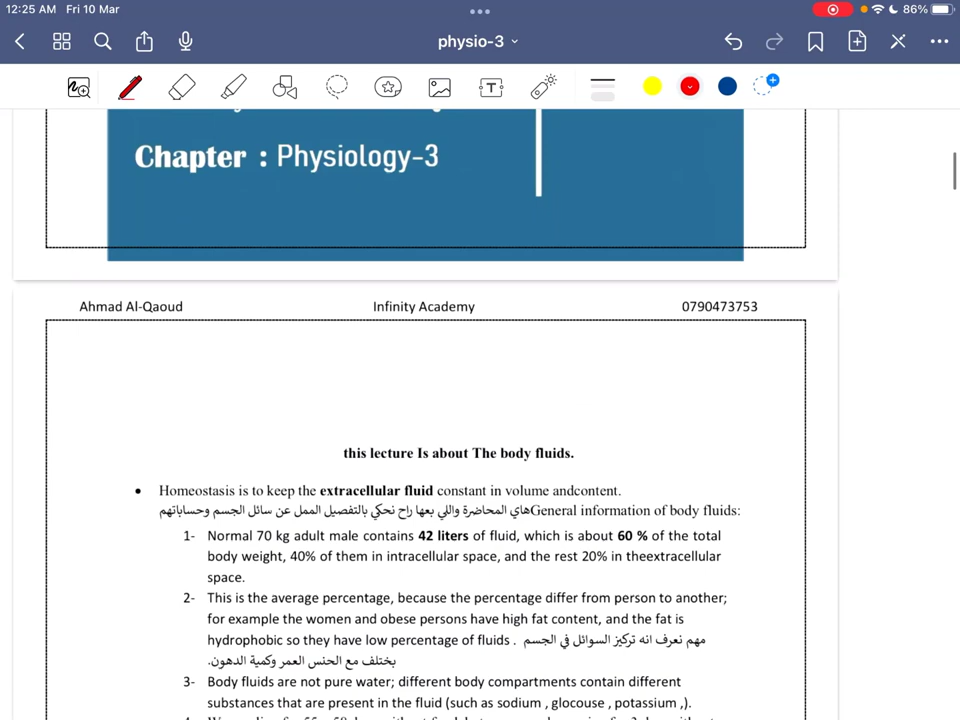 12:25 AM Fri 10 Mar 86%
physio-3
T
Chapter : Physiology-3
Ahmad Al-Qaoud Infinity Academy 0790473753
this lecture Is about The body fluids.
• Homeostasis is to keep the extracellular fluid constant in volume andcontent.
هاي المحاضرة واللي بعها راح نحكي بالتفصيل الممل عن سائل الجسم وحساباتهمGeneral information of body fluids:
1- Normal 70 kg adult male contains 42 liters of fluid, which is about 60 % of the total
body weight, 40% of them in intracellular space, and the rest 20% in theextracellular
space.
2- This is the average percentage, because the percentage differ from person to another;
for example the women and obese persons have high fat content, and the fat is
hydrophobic so they have low percentage of fluids . مهم نعرف انه تركيز السوائل في الجسم
بختلف مع الجنس العمر وكمية الدهون.
3- Body fluids are not pure water; different body compartments contain different
substances that are present in the fluid (such as sodium , glocouse , potassium ,).